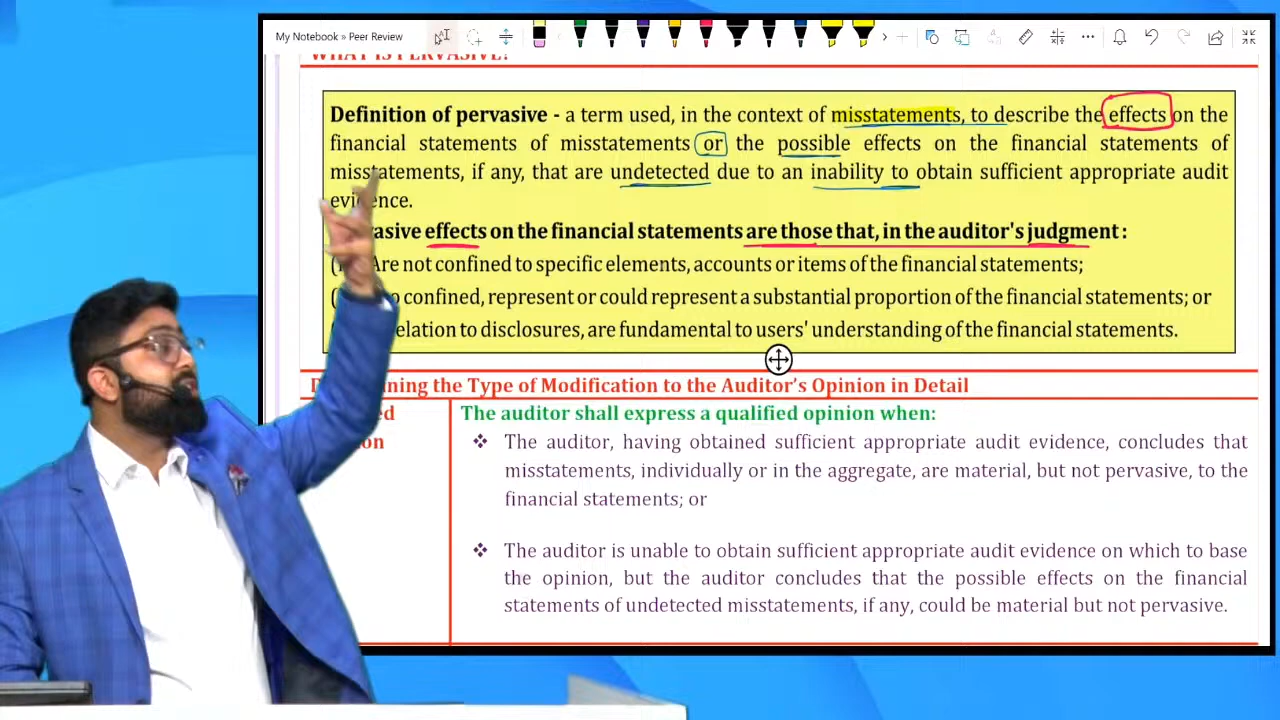 My Notebook » Peer Review
WHAT IS PERVASIVE?
Definition of pervasive - a term used, in the context of misstatements, to describe the effects on the
financial statements of misstatements or the possible effects on the financial statements of
misstatements, if any, that are undetected due to an inability to obtain sufficient appropriate audit
evidence.
effects on the financial statements are those that, in the auditor's judgment :
Are not confined to specific elements, accounts or items of the financial statements;
confined, represent or could represent a substantial proportion of the financial statements; or
relation to disclosures, are fundamental to users' understanding of the financial statements.
the Type of Modification to the Auditor's Opinion in Detail
The auditor shall express a qualified opinion when:
❖ The auditor, having obtained sufficient appropriate audit evidence, concludes that
misstatements, individually or in the aggregate, are material, but not pervasive, to the
financial statements; or
❖ The auditor is unable to obtain sufficient appropriate audit evidence on which to base
the opinion, but the auditor concludes that the possible effects on the financial
statements of undetected misstatements, if any, could be material but not pervasive.